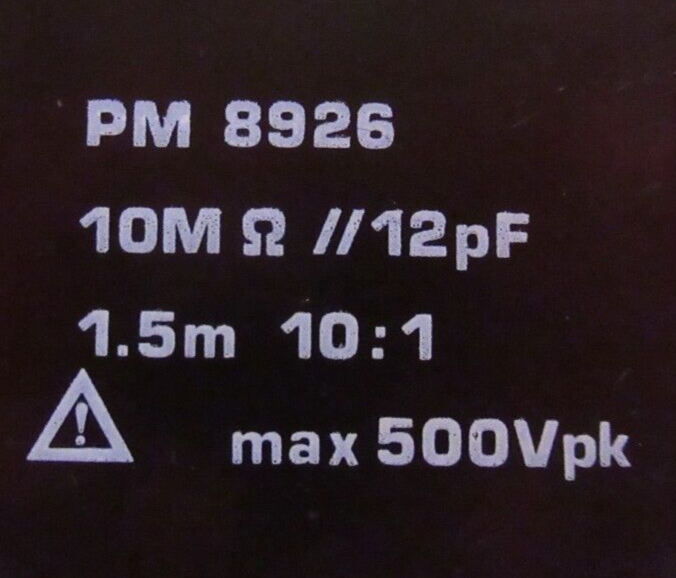 PM 8926
10M Ω //12pF
1.5m 10:1
! max 500Vpk